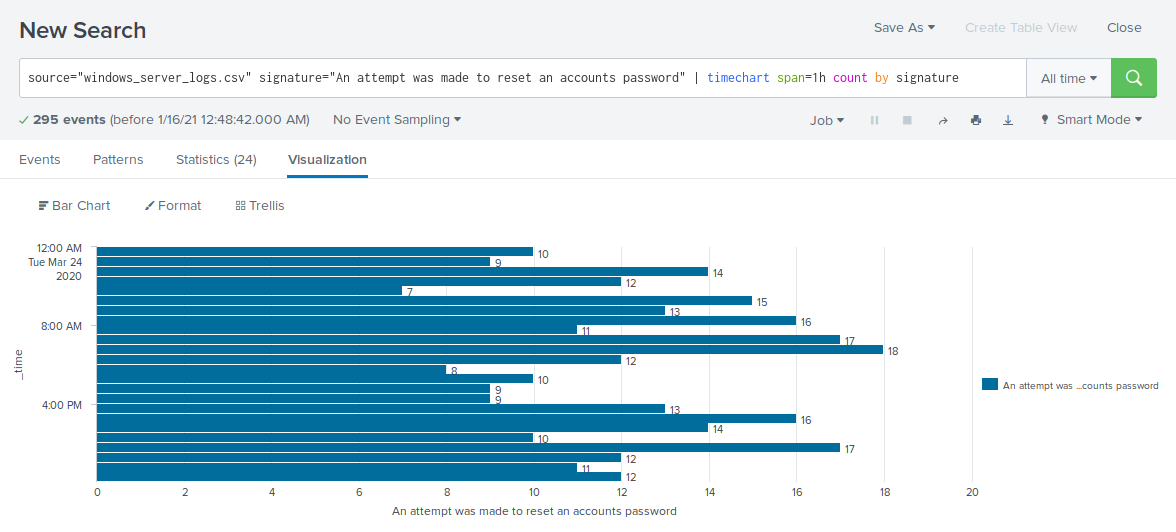 New Search
Save As
Create Table View
Close
source="windows_server_logs.csv" signature="An attempt was made to reset an accounts password" | timechart span=1h count by signature
All time
295 events (before 1/16/21 12:48:42.000 AM)
No Event Sampling
Job
Smart Mode
Events
Patterns
Statistics (24)
Visualization
Bar Chart
Format
Trellis
_time
12:00 AM
Tue Mar 24
2020
8:00 AM
4:00 PM
10
9
14
12
7
15
13
16
11
17
18
12
8
10
9
9
13
16
14
10
17
12
11
12
0
2
4
6
8
10
12
14
16
18
20
An attempt was made to reset an accounts password
An attempt was ...counts password